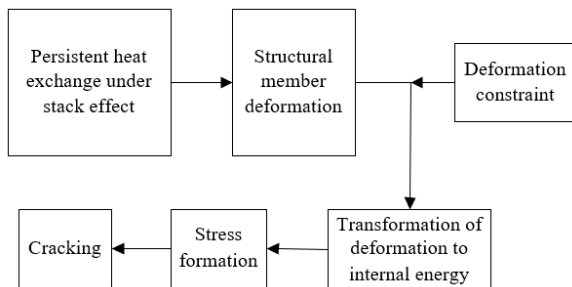 Persistent heat
exchange under
stack effect
Structural
member
deformation
Deformation
constraint
Transformation of
deformation to
internal energy
Stress
formation
Cracking